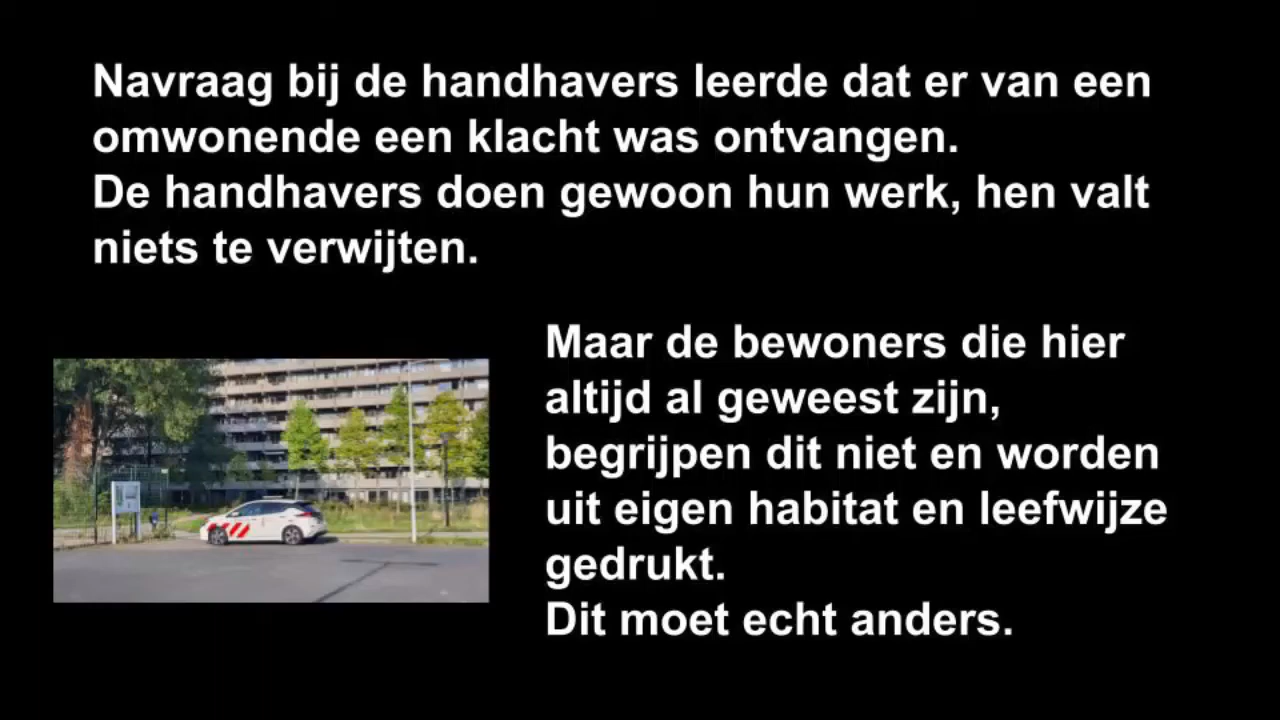 Navraag bij de handhavers leerde dat er van een
omwonende een klacht was ontvangen.
De handhavers doen gewoon hun werk, hen valt
niets te verwijten.
Maar de bewoners die hier
altijd al geweest zijn,
begrijpen dit niet en worden
uit eigen habitat en leefwijze
gedrukt.
Dit moet echt anders.